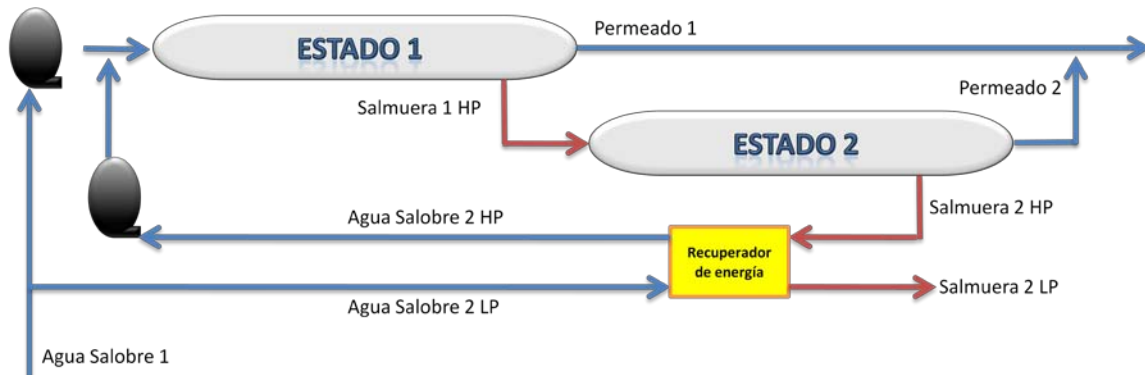 Permeado 1
ESTADO 1
Permeado 2
Salmuera 1 HP
ESTADO 2
Agua Salobre 2 HP
Salmuera 2 HP
Recuperador
de energía
Agua Salobre 2 LP
Salmuera 2 LP
Agua Salobre 1